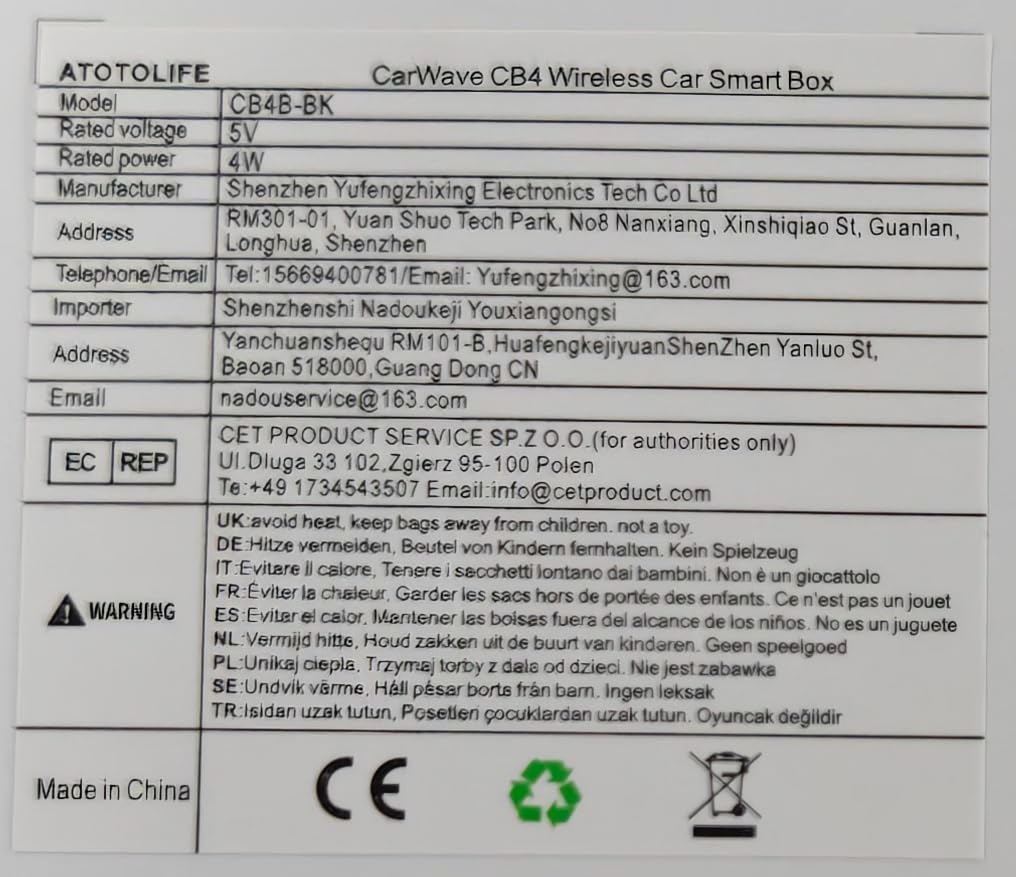 ATOTOLIFE CarWave CB4 Wireless Car Smart Box
Model CB4B-BK
Rated voltage 5V
Rated power 4W
Manufacturer Shenzhen Yufengzhixing Electronics Tech Co Ltd
Address RM301-01, Yuan Shuo Tech Park, No8 Nanxiang, Xinshiqiao St, Guanlan,
Longhua, Shenzhen
Telephone/Email Tel:15669400781/Email: Yufengzhixing@163.com
Importer Shenzhenshi Nadoukeji Youxiangongsi
Address Yanchuanshequ RM101-B,HuafengkejiyuanShenZhen Yanluo St,
Baoan 518000,Guang Dong CN
Email nadouservice@163.com
EC REP CET PRODUCT SERVICE SP.Z O.O.(for authorities only)
Ul.Dluga 33 102,Zgierz 95-100 Polen
Te:+49 1734543507 Email:info@cetproduct.com
WARNING
UK:avoid heat, keep bags away from children. not a toy.
DE:Hitze vermeiden, Beutel von Kindern fernhalten. Kein Spielzeug
IT:Evitare il calore, Tenere i sacchetti lontano dai bambini. Non è un giocattolo
FR:Éviter la chaleur, Garder les sacs hors de portée des enfants. Ce n'est pas un jouet
ES:Evitar el calor, Mantener las bolsas fuera del alcance de los niños. No es un juguete
NL:Vermijd hitte, Houd zakken uit de buurt van kinderen. Geen speelgoed
PL:Unikaj ciepla, Trzymaj torby z dala od dzieci. Nie jest zabawka
SE:Undvik värme, Håll påsar borta från barn. Ingen leksak
TR:Isidan uzak tutun, Posetleri çocuklardan uzak tutun. Oyuncak değildir
Made in China CE